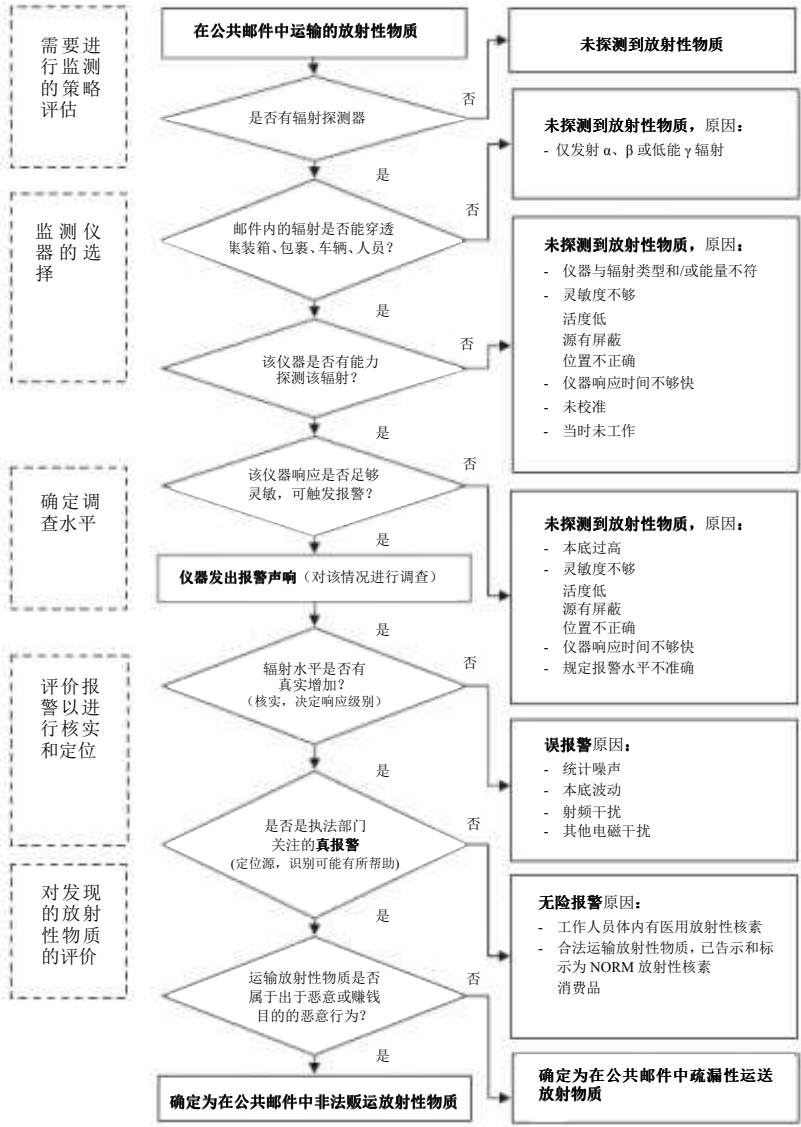 需要进
行监测
的策略
评估
在公共邮件中运输的放射性物质
未探测到放射性物质
是否有辐射探测器
否
是
未探测到放射性物质，原因：
- 仅发射 α、β 或低能 γ 辐射
监测仪
器的选
择
邮件内的辐射是否能穿透
集装箱、包裹、车辆、人员？
否
是
未探测到放射性物质，原因：
- 仪器与辐射类型和/或能量不符
- 灵敏度不够
活度低
源有屏蔽
位置不正确
- 仪器响应时间不够快
- 未校准
- 当时未工作
该仪器是否有能力
探测该辐射？
否
是
确定调
查水平
该仪器响应是否足够
灵敏，可触发报警？
否
是
未探测到放射性物质，原因：
- 本底过高
- 灵敏度不够
活度低
源有屏蔽
位置不正确
- 仪器响应时间不够快
- 规定报警水平不准确
仪器发出报警声响（对该情况进行调查）
是
评价报
警以进
行核实
和定位
辐射水平是否有
真实增加？
（核实，决定响应级别）
否
是
误报警原因：
- 统计噪声
- 本底波动
- 射频干扰
- 其他电磁干扰
是否是执法部门
关注的真报警
(定位源，识别可能有所帮助)
否
是
对发现
的放射
性物质
的评价
无险报警原因：
- 工作人员体内有医用放射性核素
- 合法运输放射性物质，已告示和标
示为 NORM 放射性核素
消费品
运输放射性物质是否
属于出于恶意或赚钱
目的的恶意行为？
否
是
确定为在公共邮件中非法贩运放射性物质
确定为在公共邮件中疏漏性运送
放射物质